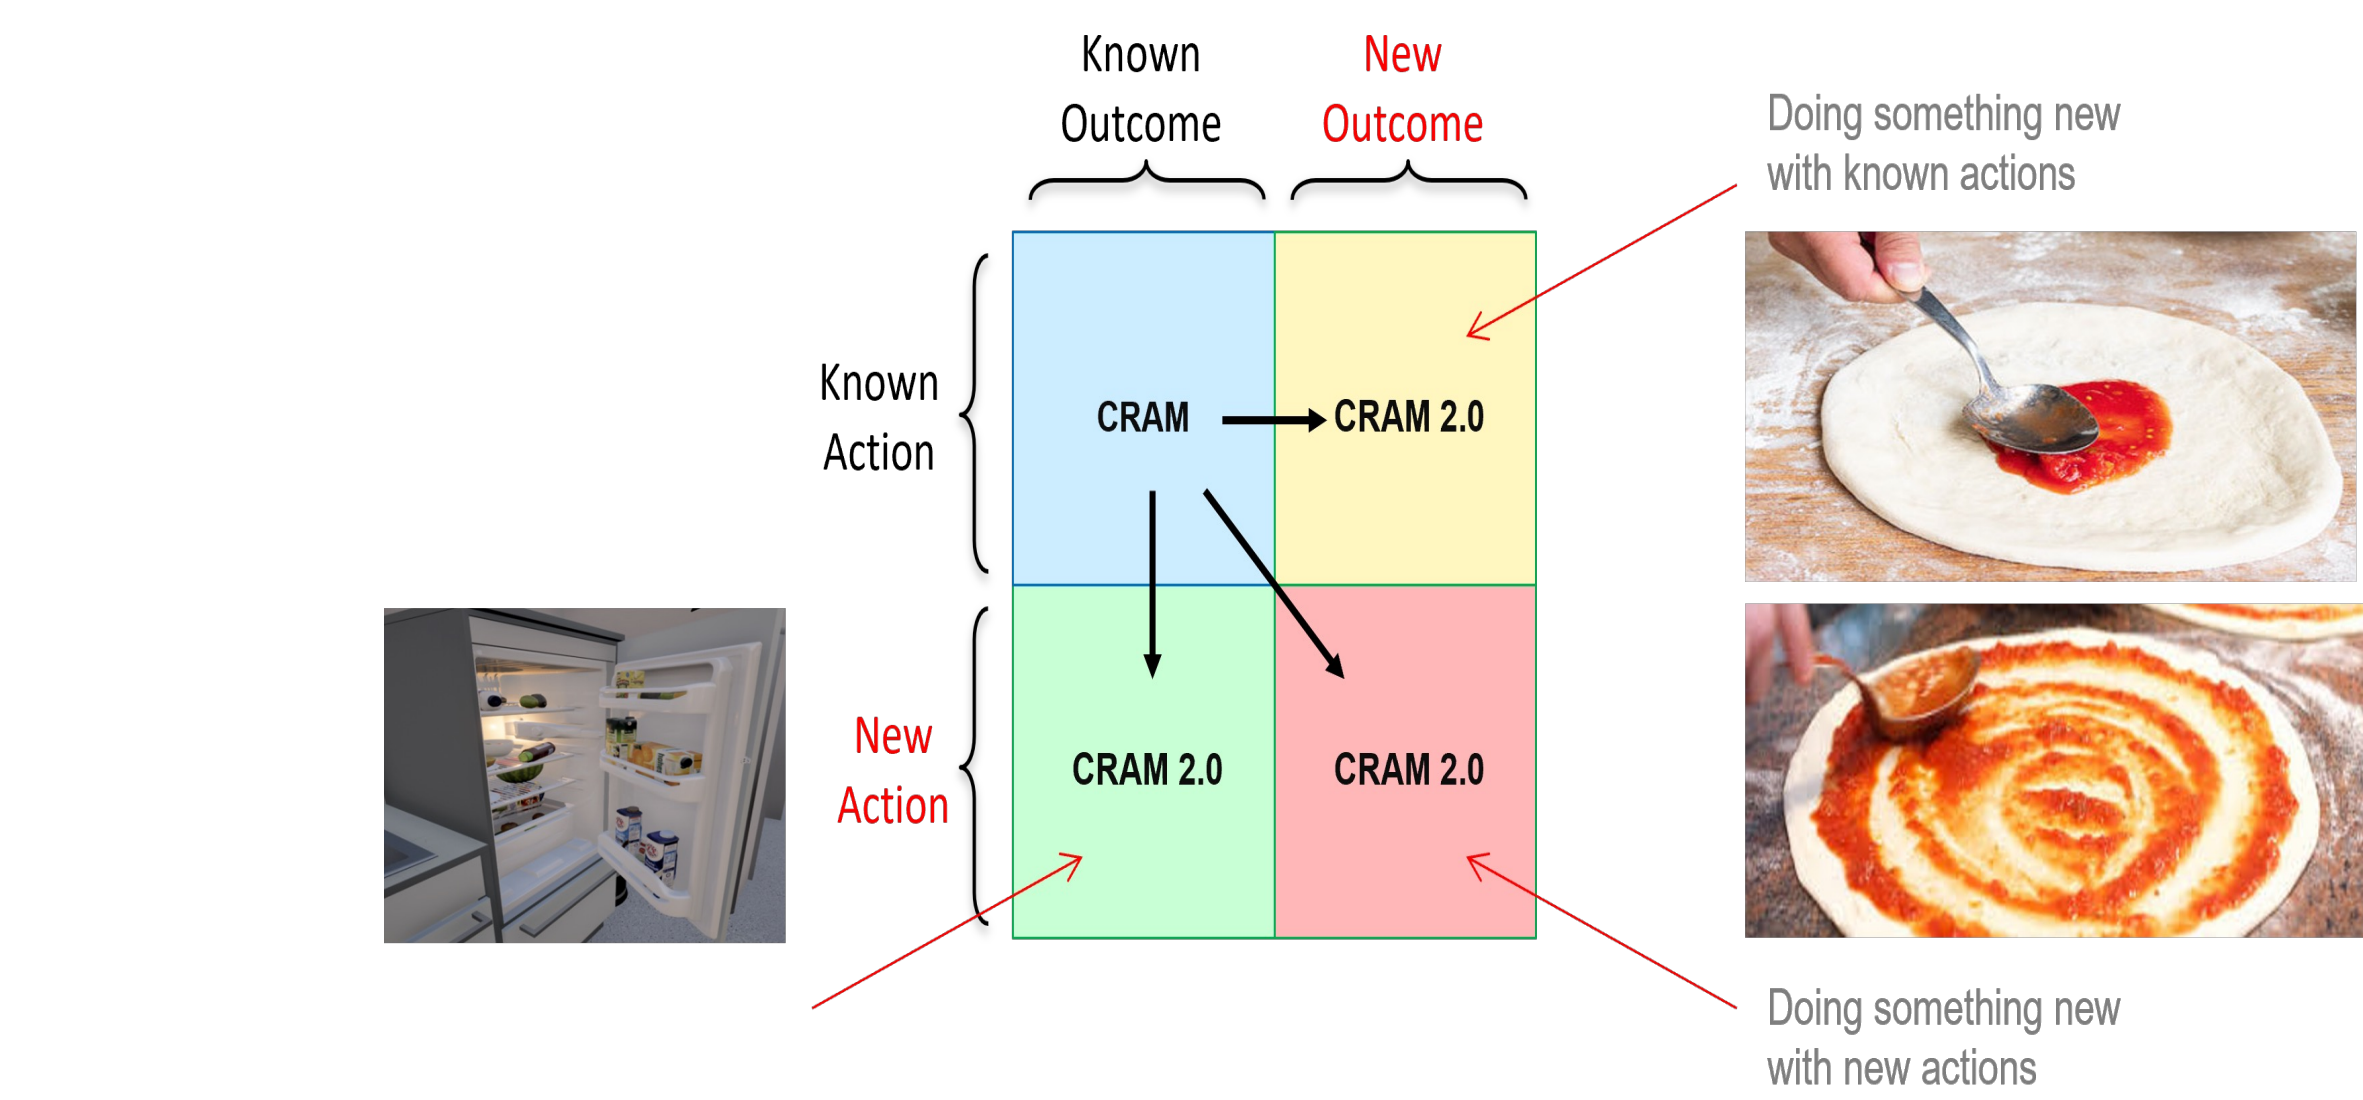 Known
Outcome
New
Outcome
Doing something new
with known actions
Known
Action
CRAM
CRAM 2.0
New
Action
CRAM 2.0
CRAM 2.0
Doing something new
with new actions